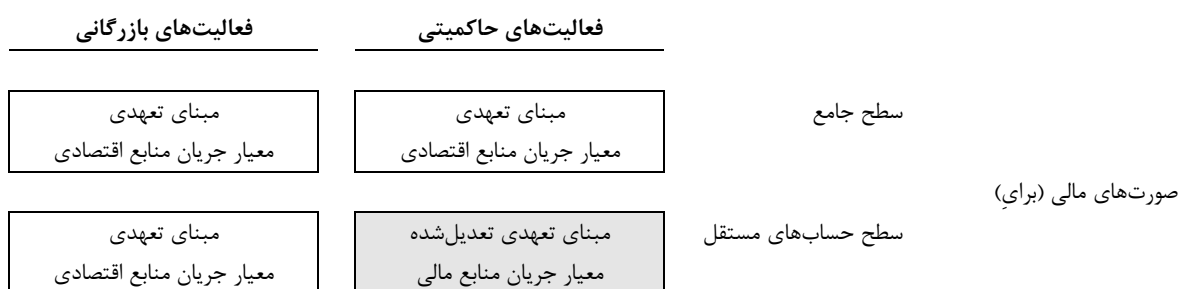 فعالیت‌های حاکمیتی
فعالیت‌های بازرگانی
سطح جامع
مبنای تعهدی
معیار جریان منابع اقتصادی
مبنای تعهدی
معیار جریان منابع اقتصادی
صورت‌های مالی (برایِ)
سطح حساب‌های مستقل
مبنای تعهدی تعدیل‌شده
معیار جریان منابع مالی
مبنای تعهدی
معیار جریان منابع اقتصادی